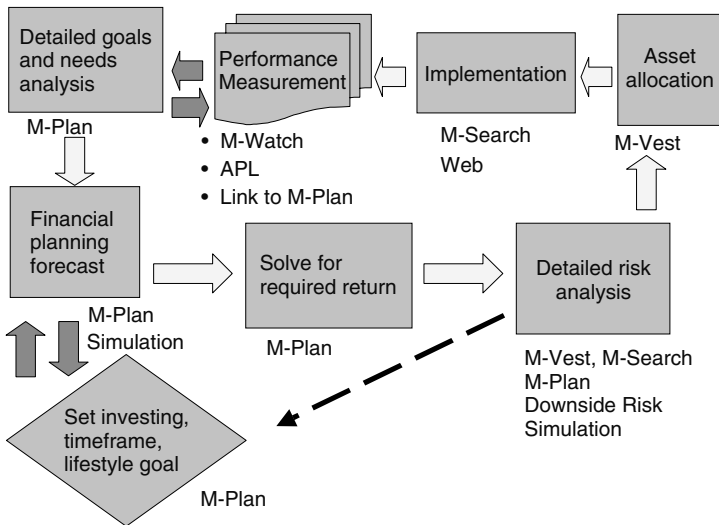 Detailed goals
and needs
analysis
M-Plan
Performance
Measurement
• M-Watch
• APL
• Link to M-Plan
Implementation
M-Search
Web
Asset
allocation
M-Vest
Financial
planning
forecast
M-Plan
Simulation
Solve for
required return
M-Plan
Detailed risk
analysis
M-Vest, M-Search
M-Plan
Downside Risk
Simulation
Set investing,
timeframe,
lifestyle goal
M-Plan